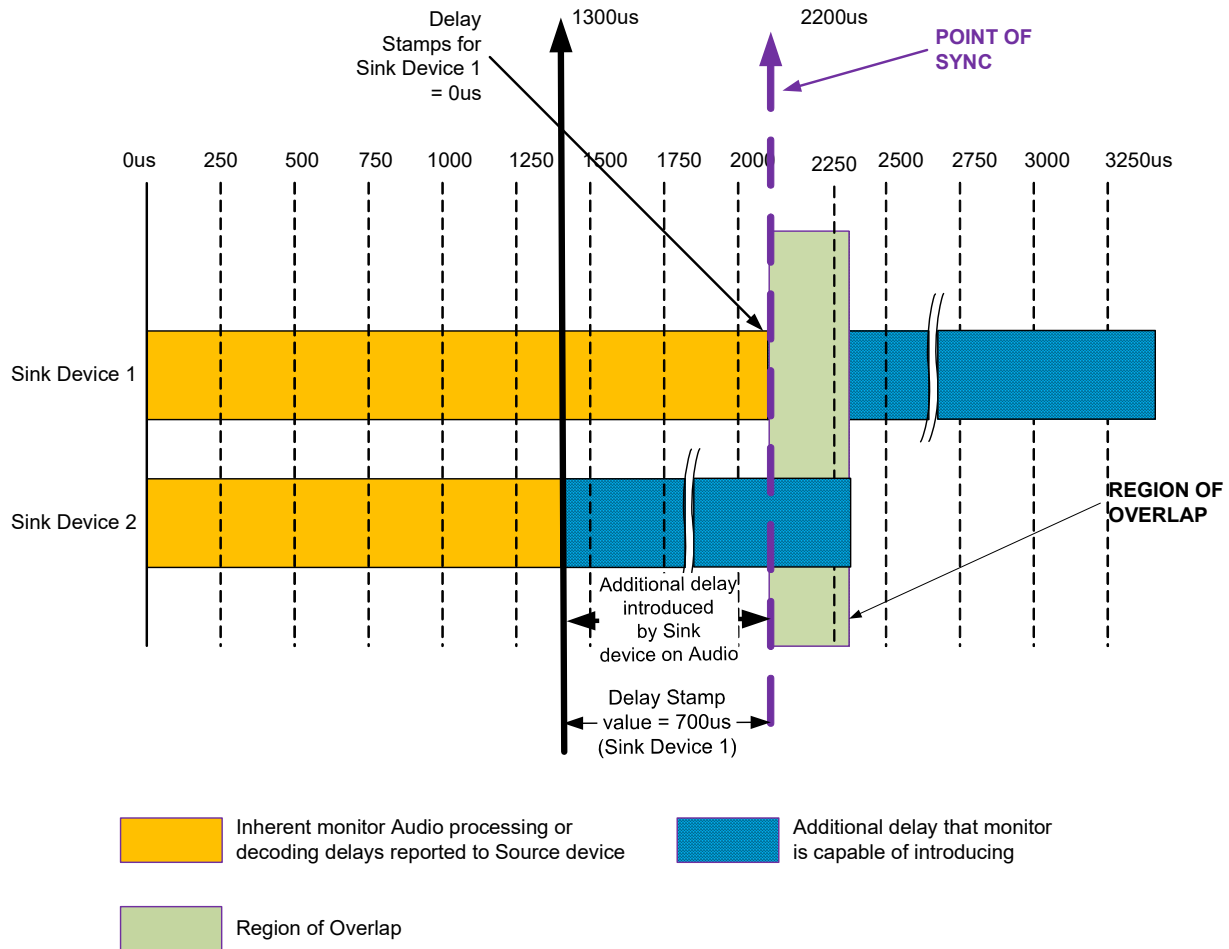 Delay
Stamps for
Sink Device 1
= 0us
1300us
2200us
POINT OF
SYNC
0us 250 500 750 1000 1250 1500 1750 2000 2250 2500 2750 3000 3250us
Sink Device 1
Sink Device 2
REGION OF
OVERLAP
Additional delay
introduced
by Sink
device on Audio
Delay Stamp
value = 700us
(Sink Device 1)
Inherent monitor Audio processing or
decoding delays reported to Source device
Additional delay that monitor
is capable of introducing
Region of Overlap